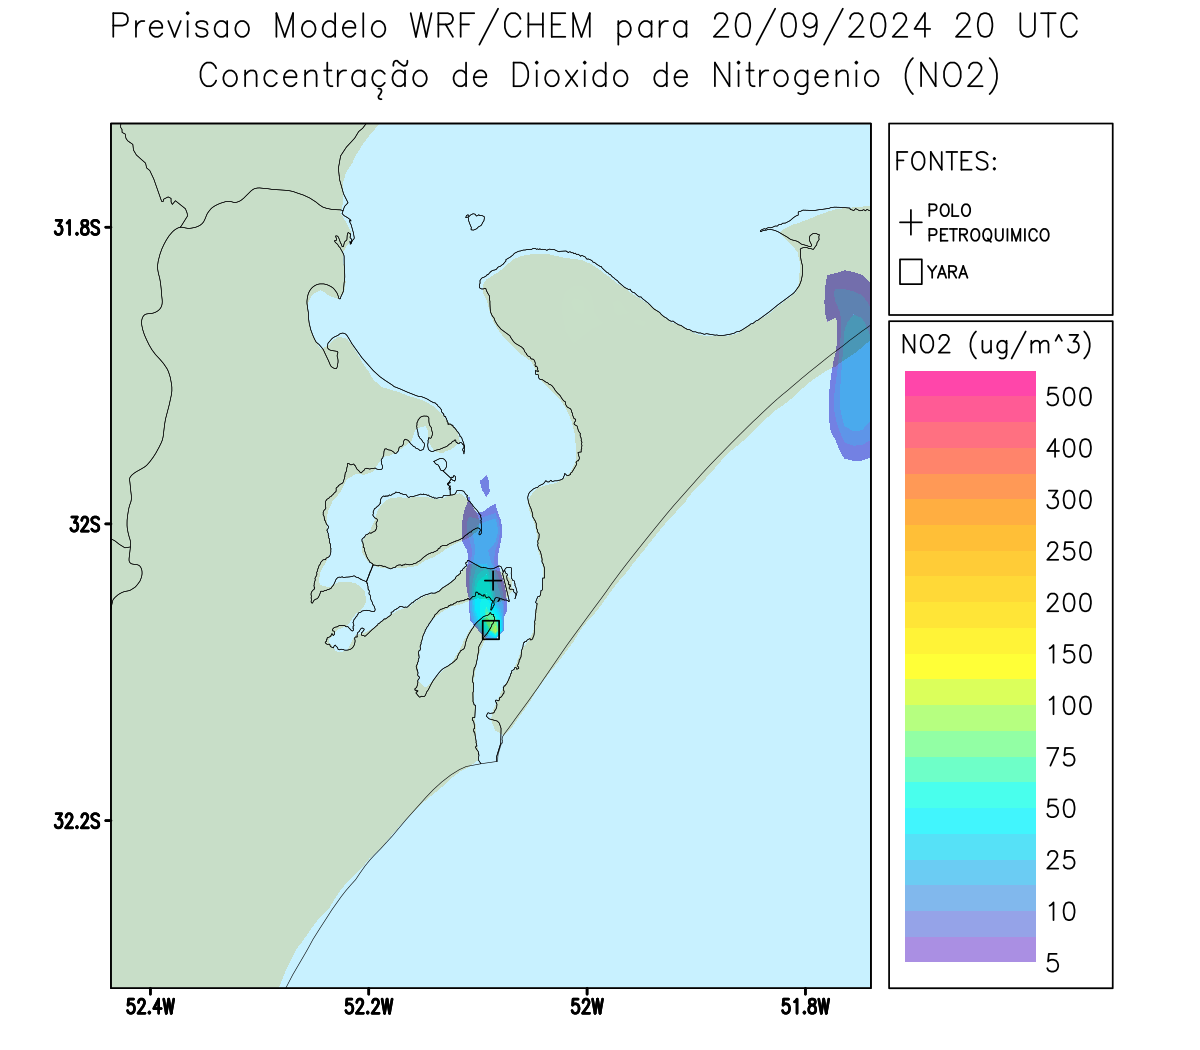 Previsao Modelo WRF/CHEM para 20/09/2024 20 UTC
Concentração de Dioxido de Nitrogenio (NO2)
FONTES:
POLO
PETROQUIMICO
YARA
31.8S
32S
32.2S
52.4W
52.2W
52W
51.8W
NO2 (ug/m^3)
500
400
300
250
200
150
100
75
50
25
10
5